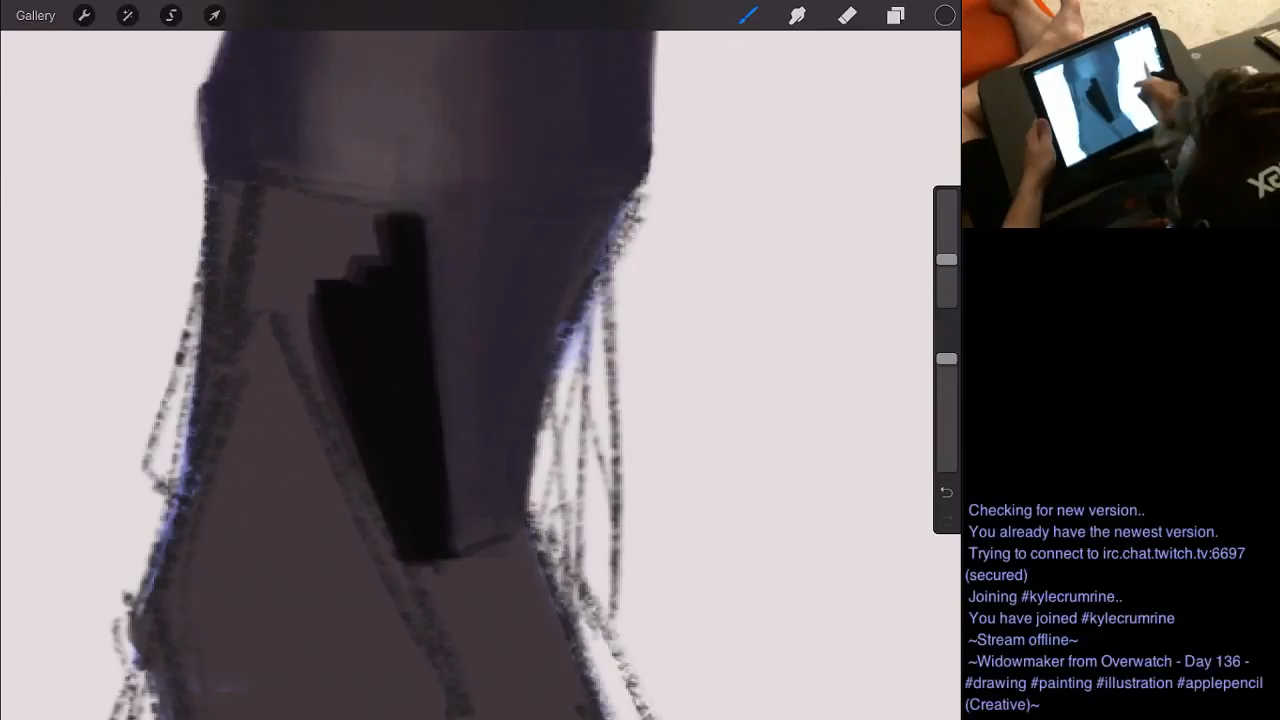 Gallery
Checking for new version..
You already have the newest version.
Trying to connect to irc.chat.twitch.tv:6697
(secured)
Joining #kylecrumrine..
You have joined #kylecrumrine
~Stream offline~
~Widowmaker from Overwatch - Day 136 -
#drawing #painting #illustration #applepencil
(Creative)~